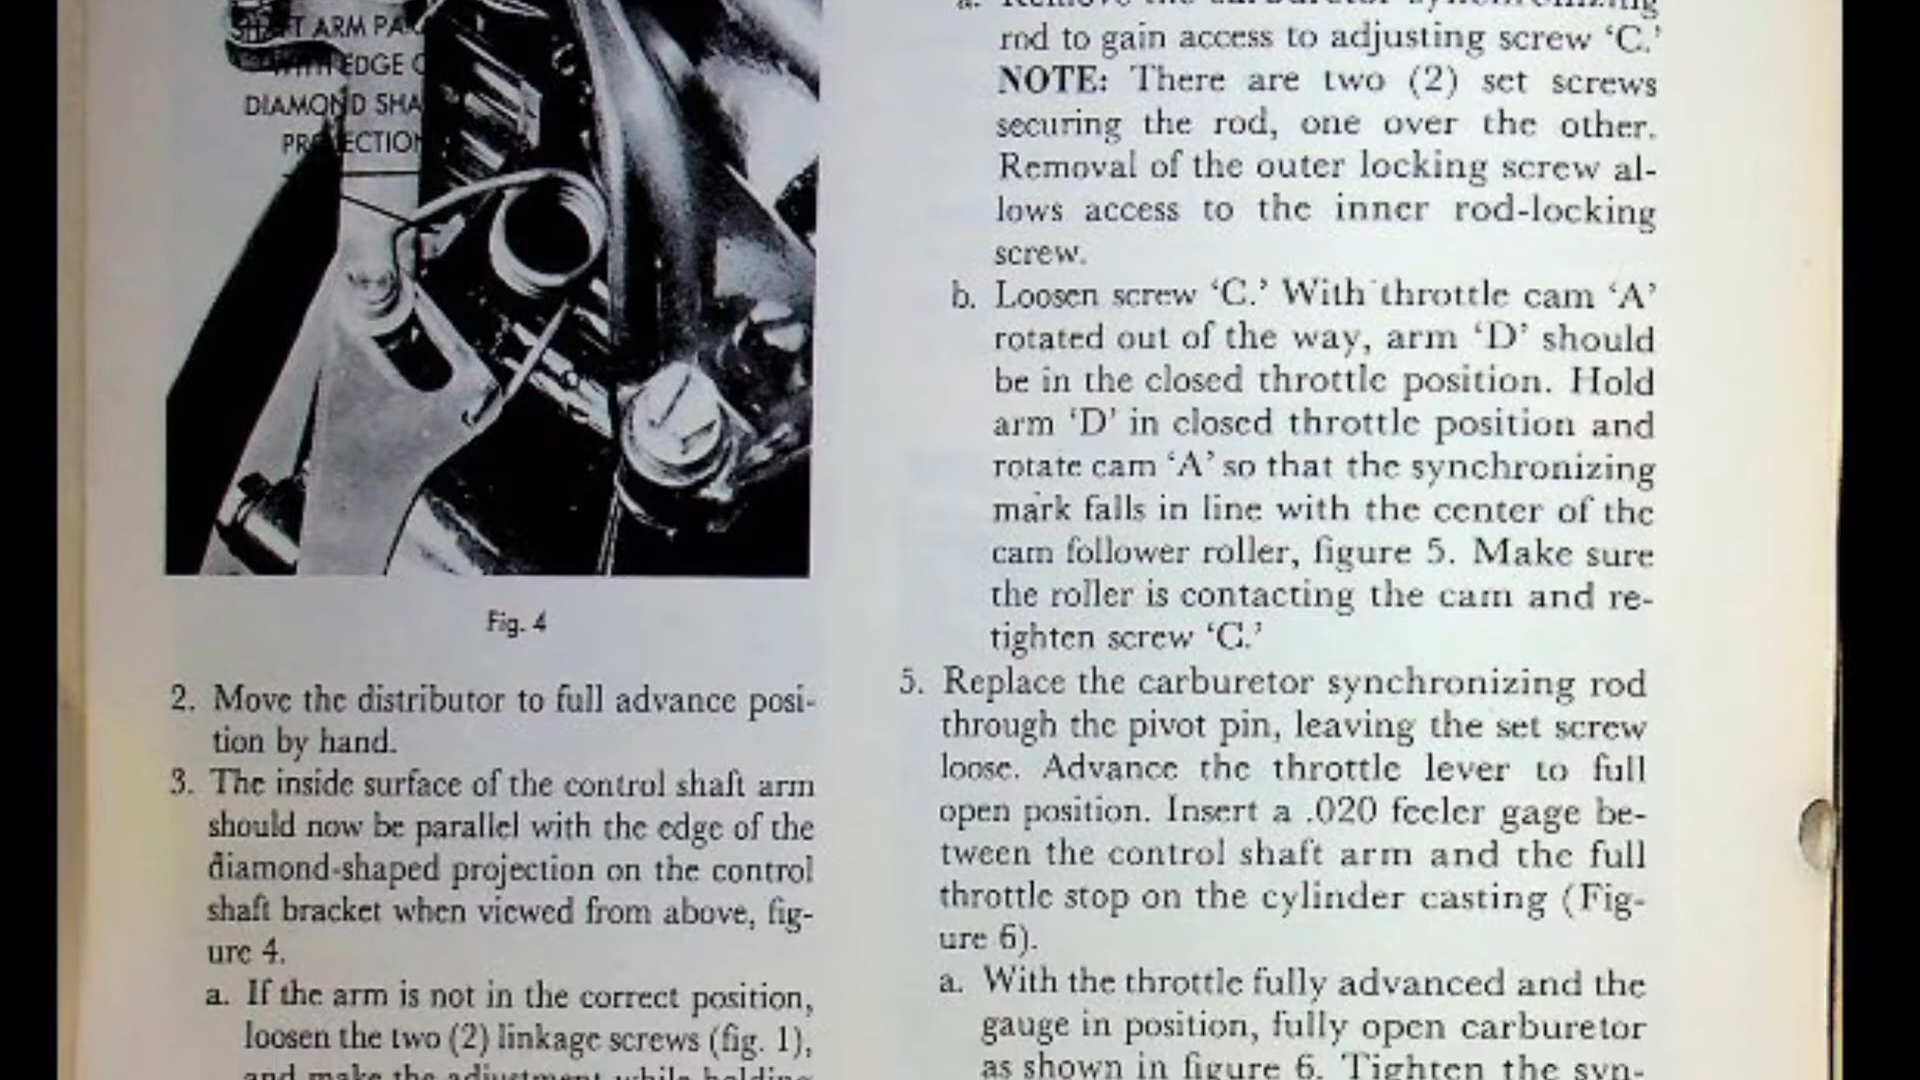 SHAFT ARM PA
WITH EDGE O
DIAMOND SHA
PROJECTION
Fig. 4
2. Move the distributor to full advance posi-
tion by hand.
3. The inside surface of the control shaft arm
should now be parallel with the edge of the
diamond-shaped projection on the control
shaft bracket when viewed from above, fig-
ure 4.
a. If the arm is not in the correct position,
loosen the two (2) linkage screws (fig. 1),
and make the adjustment while holding
a. Remove the carburetor synchronizing
rod to gain access to adjusting screw ‘C.’
NOTE: There are two (2) set screws
securing the rod, one over the other.
Removal of the outer locking screw al-
lows access to the inner rod-locking
screw.
b. Loosen screw ‘C.’ With throttle cam ‘A’
rotated out of the way, arm ‘D’ should
be in the closed throttle position. Hold
arm ‘D’ in closed throttle position and
rotate cam ‘A’ so that the synchronizing
mark falls in line with the center of the
cam follower roller, figure 5. Make sure
the roller is contacting the cam and re-
tighten screw ‘C.’
5. Replace the carburetor synchronizing rod
through the pivot pin, leaving the set screw
loose. Advance the throttle lever to full
open position. Insert a .020 feeler gage be-
tween the control shaft arm and the full
throttle stop on the cylinder casting (Fig-
ure 6).
a. With the throttle fully advanced and the
gauge in position, fully open carburetor
as shown in figure 6. Tighten the syn-